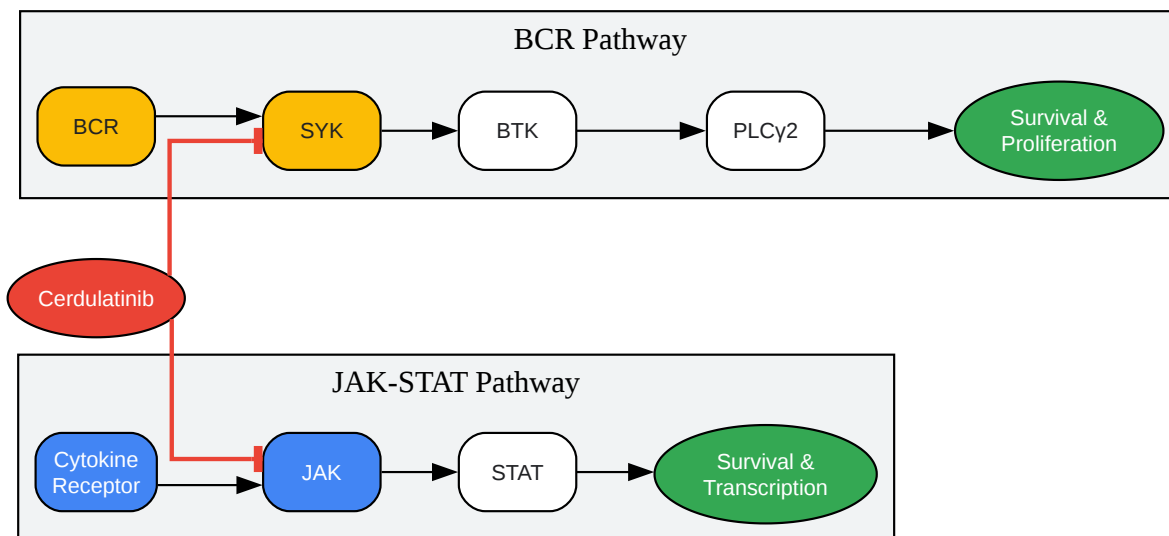 BCR Pathway
BCR
SYK
BTK
PLCγ2
Survival &
Proliferation
Cerdulatinib
JAK-STAT Pathway
Cytokine
Receptor
JAK
STAT
Survival &
Transcription